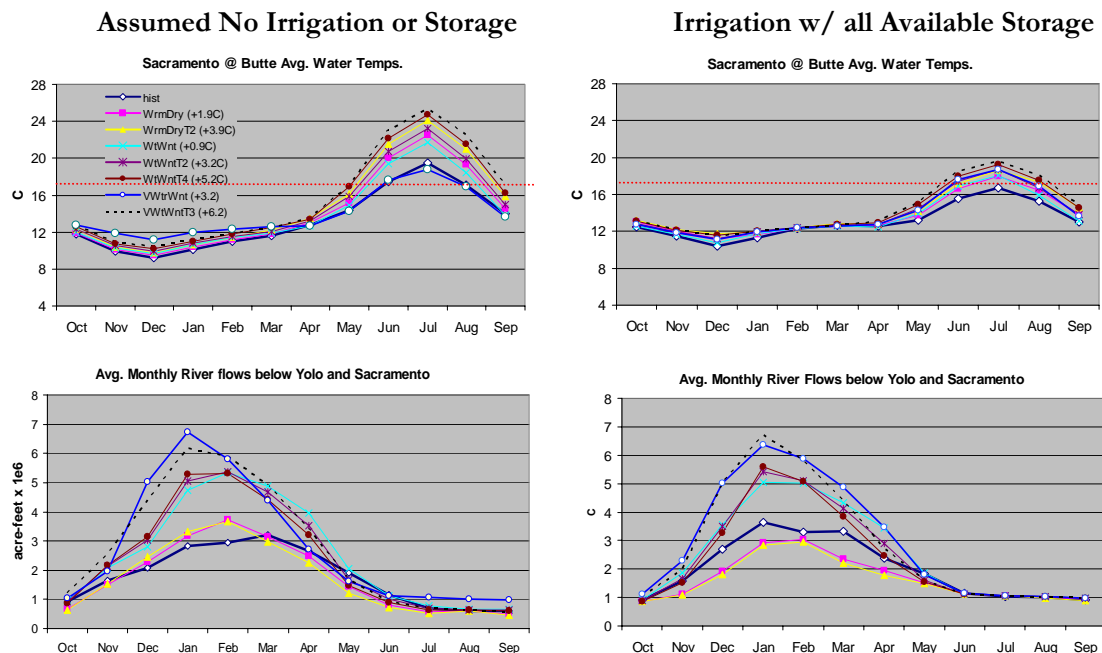 Assumed No Irrigation or Storage
Irrigation w/ all Available Storage
Sacramento @ Butte Avg. Water Temps.
28
24
20
16
12
8
4
C
hist
WrmDry (+1.9C)
WrmDryT2 (+3.9C)
WtWnt (+0.9C)
WtWntT2 (+3.2C)
WtWntT4 (+5.2C)
VWtrWnt (+3.2)
VWtWntT3 (+6.2)
Oct Nov Dec Jan Feb Mar Apr May Jun Jul Aug Sep
Sacramento @ Butte Avg. Water Temps.
28
24
20
16
12
8
4
C
Oct Nov Dec Jan Feb Mar Apr May Jun Jul Aug Sep
Avg. Monthly River flows below Yolo and Sacramento
8
7
6
5
4
3
2
1
0
acre-feet x 1e6
Oct Nov Dec Jan Feb Mar Apr May Jun Jul Aug Sep
Avg. Monthly River Flows below Yolo and Sacramento
8
7
6
5
4
3
2
1
0
C
Oct Nov Dec Jan Feb Mar Apr May Jun Jul Aug Sep